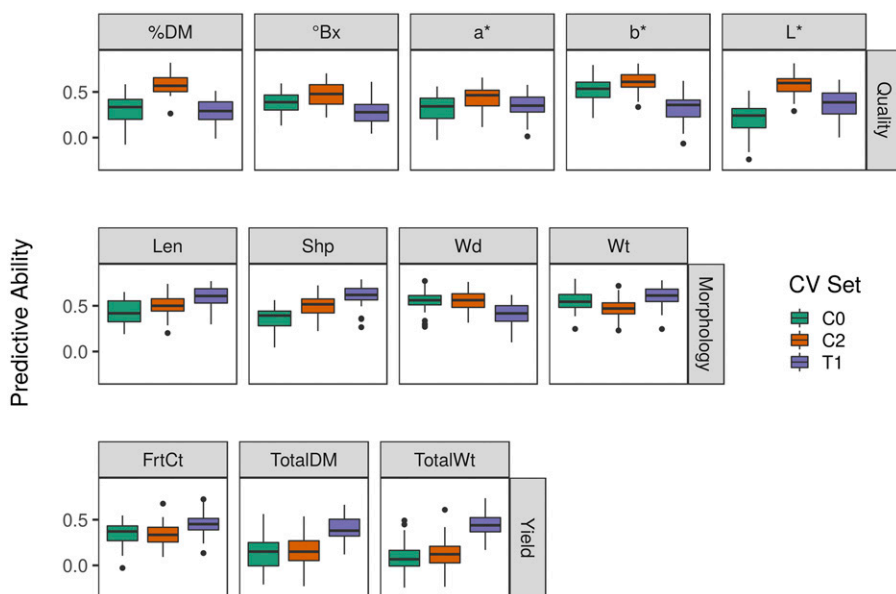 %DM °Bx a* b* L*
0.5
0.0
Quality
Predictive Ability
Len Shp Wd Wt
0.5
0.0
Morphology
CV Set
C0
C2
T1
FrtCt TotalDM TotalWt
0.5
0.0
Yield